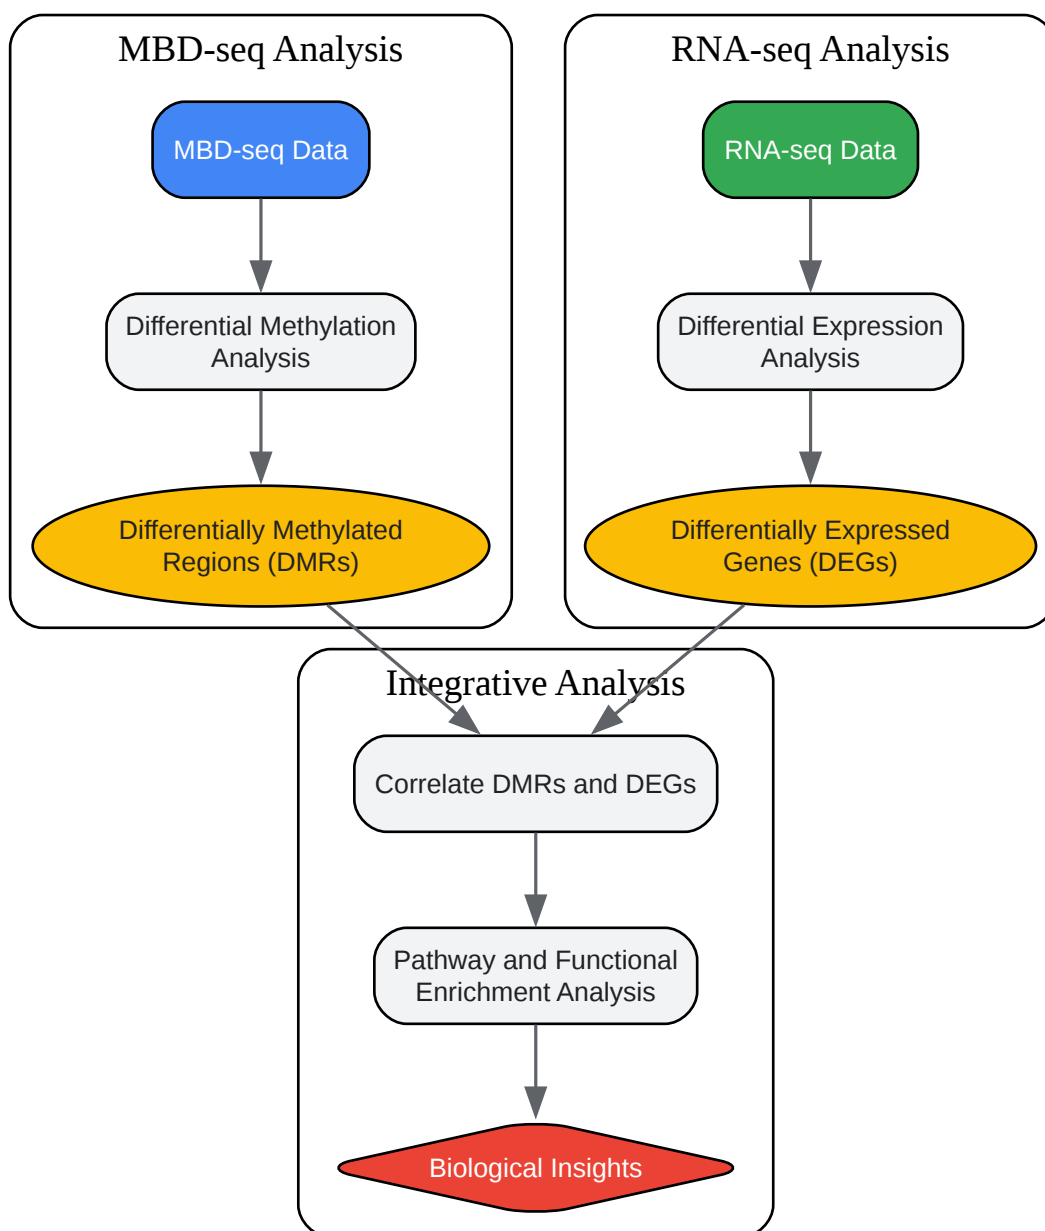 MBD-seq Analysis
MBD-seq Data
Differential Methylation
Analysis
Differentially Methylated
Regions (DMRs)
RNA-seq Analysis
RNA-seq Data
Differential Expression
Analysis
Differentially Expressed
Genes (DEGs)
Integrative Analysis
Correlate DMRs and DEGs
Pathway and Functional
Enrichment Analysis
Biological Insights